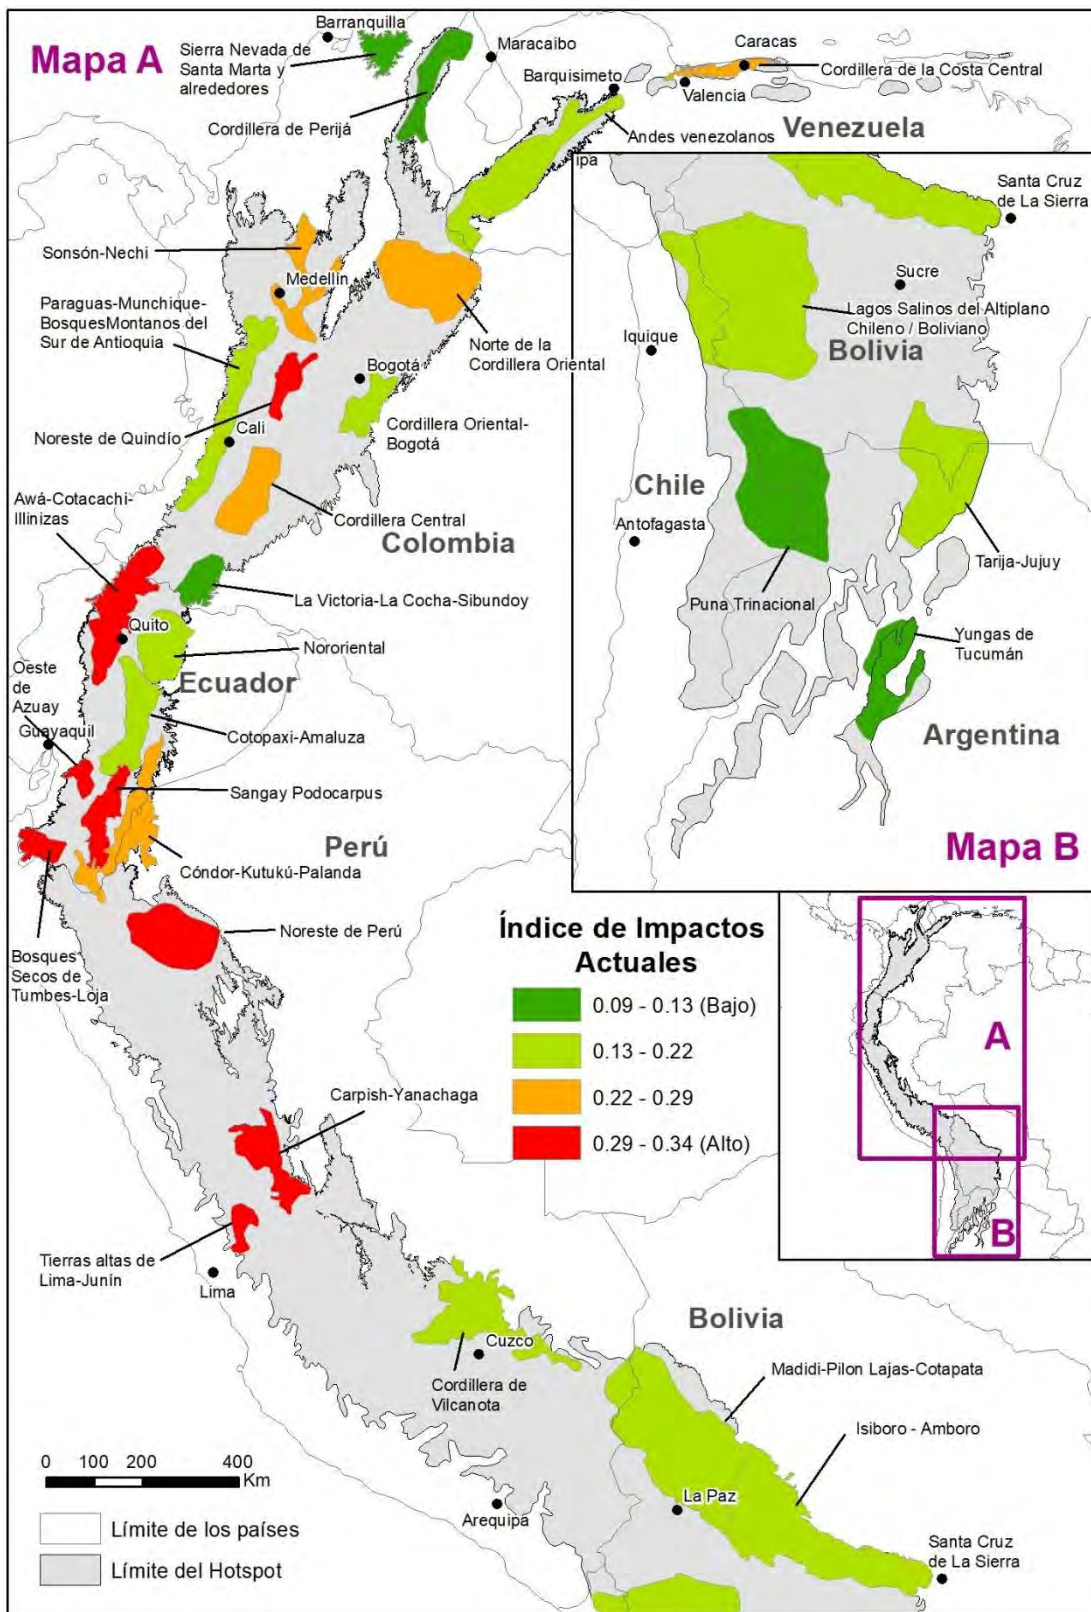 Mapa A
Barranquilla
Sierra Nevada de
Santa Marta y
alrededores
Maracaibo
Cordillera de Perijá
Barquisimeto
Caracas
Cordillera de la Costa Central
Valencia
Andes venezolanos
Venezuela
ipa
Sonsón-Nechi
Medellín
Paraguas-Munchique-
BosquesMontanos del
Sur de Antioquia
Norte de la
Cordillera Oriental
Bogotá
Noreste de Quindío
Cali
Cordillera Oriental-
Bogotá
Awá-Cotacachi-
Illinizas
Cordillera Central
Colombia
La Victoria-La Cocha-Sibundoy
Quito
Nororiental
Oeste
de
Azuay
Ecuador
Guayaquil
Cotopaxi-Amaluza
Sangay Podocarpus
Perú
Cóndor-Kutukú-Palanda
Noreste de Perú
Bosques
Secos de
Tumbes-Loja
Carpish-Yanachaga
Tierras altas de
Lima-Junín
Lima
Cuzco
Cordillera de
Vilcanota
Bolivia
Madidi-Pilon Lajas-Cotapata
Isiboro - Amboro
La Paz
Arequipa
Santa Cruz
de La Sierra
Santa Cruz
de La Sierra
Sucre
Lagos Salinos del Altiplano
Chileno / Boliviano
Bolivia
Iquique
Chile
Antofagasta
Tarija-Jujuy
Puna Trinacional
Yungas de
Tucumán
Argentina
Mapa B
Índice de Impactos
Actuales
0.09 - 0.13 (Bajo)
0.13 - 0.22
0.22 - 0.29
0.29 - 0.34 (Alto)
A
B
0 100 200 400
Km
Límite de los países
Límite del Hotspot